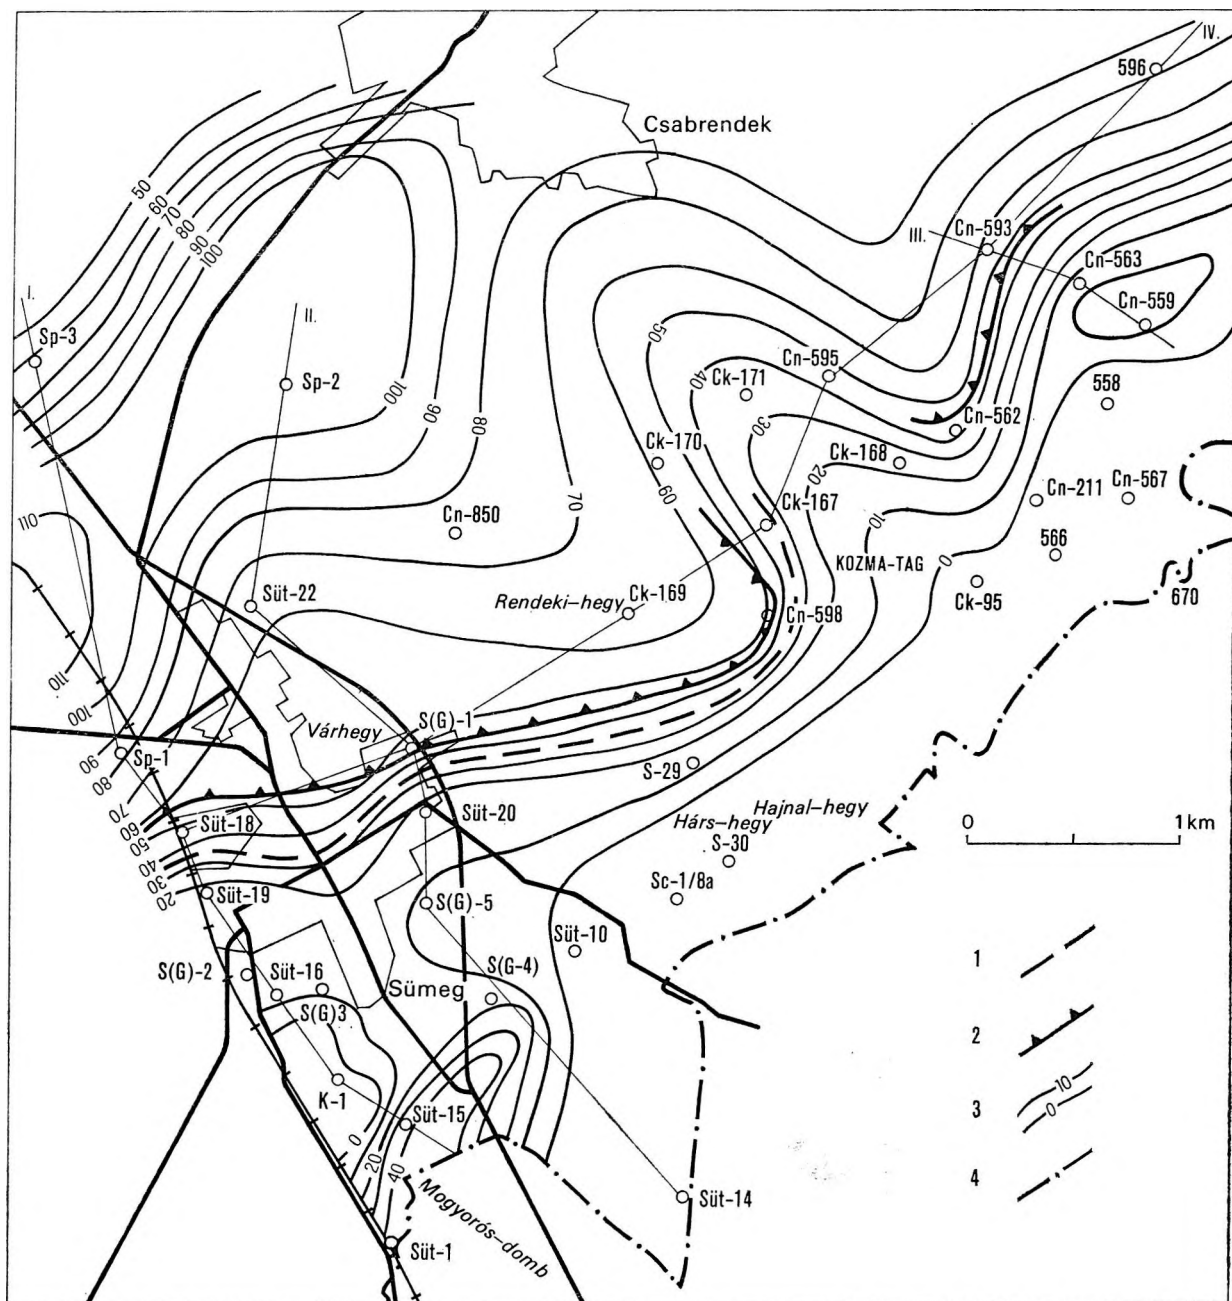 IV.
596
Csabrendek
50
60
70
80
90
100
III.
Cn-593
Cn-563
Cn-559
I.
II.
Sp-3
Sp-2
100
90
80
50
Cn-595
40
Ck-171
558
30
Cn-562
Ck-170
Ck-168
20
Cn-211
Cn-567
60
70
Ck-167
10
566
110
Cn-850
KOZMA-TAG
0
Ck-95
670
Süt-22
Rendeki-hegy
Ck-169
Cn-598
110
100
90
80
70
60
50
40
30
20
Várhegy
S(G)-1
Sp-1
S-29
Süt-18
Süt-20
Hárs-hegy
Hajnal-hegy
S-30
0
1km
Süt-19
S(G)-5
Sc-1/8a
S(G)-2
Süt-16
S(G)3
Sümeg
S(G-4)
Süt-10
1
2
3
10
0
4
K-1
Süt-15
0
20
40
Mogyorós-domb
Süt-14
Süt-1